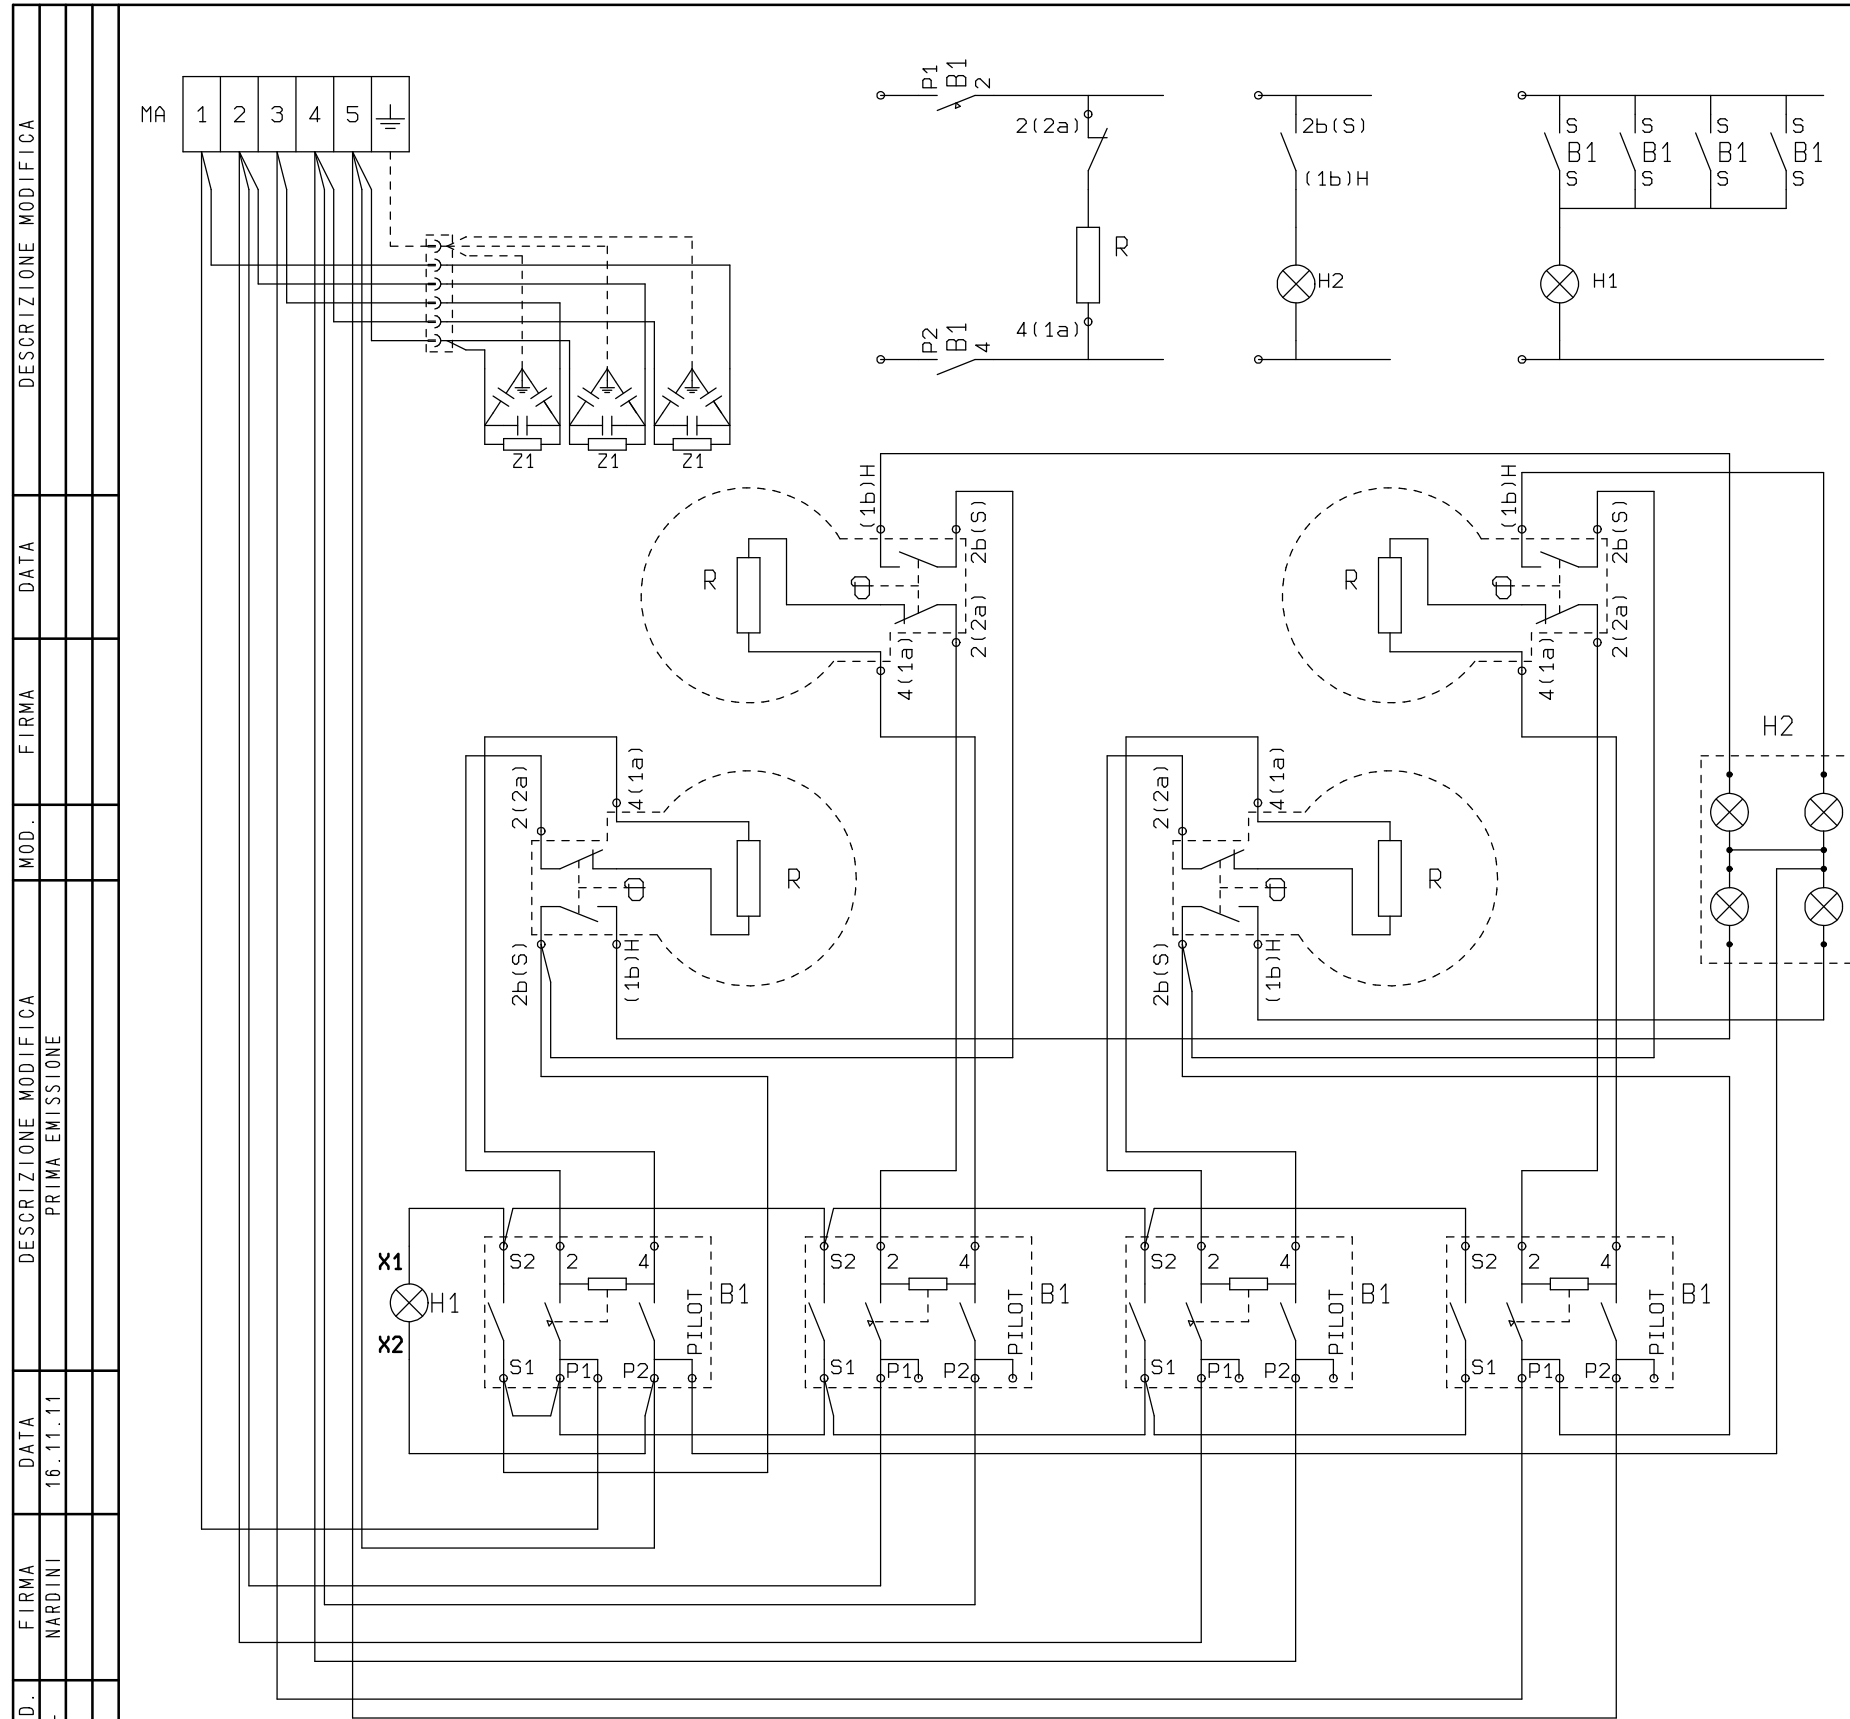 MA 1 2 3 4 5
P1 B1 2
2(2a)
R
4(1a)
P2 B1 4
2b(S)
(1b)H
H2
S S S S
B1 B1 B1 B1
S S S S
H1
Z1 Z1 Z1
(1b)H 2b(S)
R
4(1a) 2(2a)
(1b)H 2b(S)
R
4(1a) 2(2a)
2(2a) 4(1a)
R
2b(S) (1b)H
2(2a) 4(1a)
R
2b(S) (1b)H
H2
X1
H1
X2
S2 2 4
PILOT B1
S1 P1 P2
S2 2 4
PILOT B1
S1 P1 P2
S2 2 4
PILOT B1
S1 P1 P2
S2 2 4
PILOT B1
S1 P1 P2
FIRMA DATA DESCRIZIONE MODIFICA
NARDINI 16.11.11 PRIMA EMISSIONE
MOD. FIRMA DATA DESCRIZIONE MODIFICA